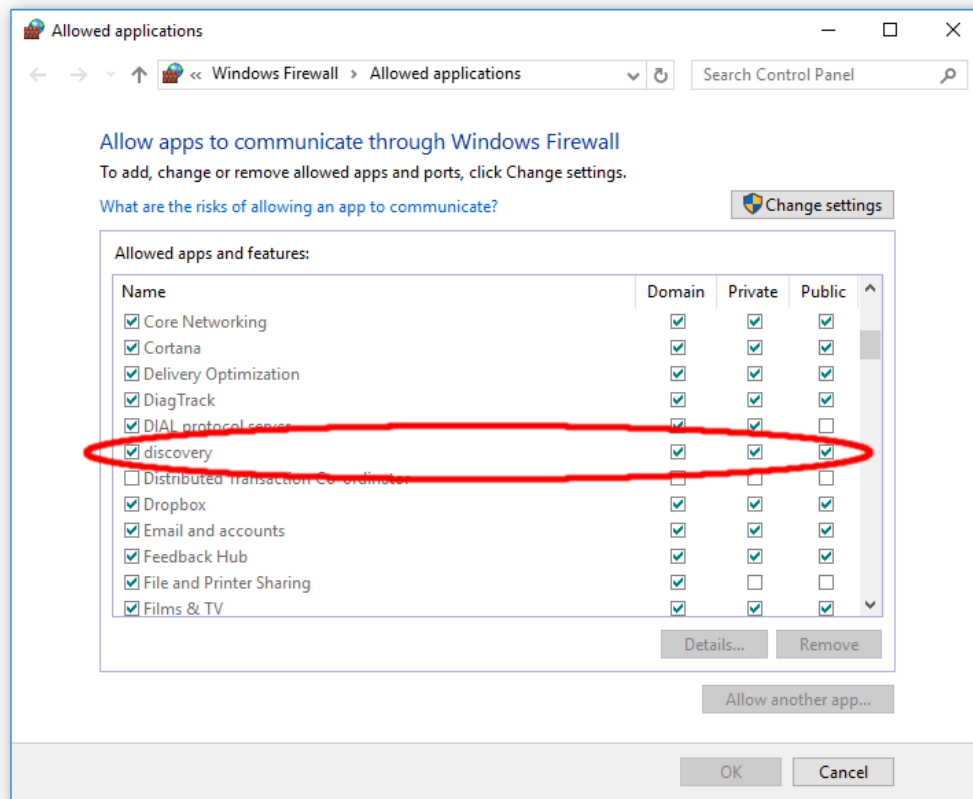 Allowed applications
« Windows Firewall > Allowed applications
Search Control Panel
Allow apps to communicate through Windows Firewall
To add, change or remove allowed apps and ports, click Change settings.
What are the risks of allowing an app to communicate?
Change settings
Allowed apps and features:
Name Domain Private Public
Core Networking
Cortana
Delivery Optimization
DiagTrack
DIAL protocol server
discovery
Distributed Transaction Co-ordinator
Dropbox
Email and accounts
Feedback Hub
File and Printer Sharing
Films & TV
Details... Remove
Allow another app...
OK Cancel